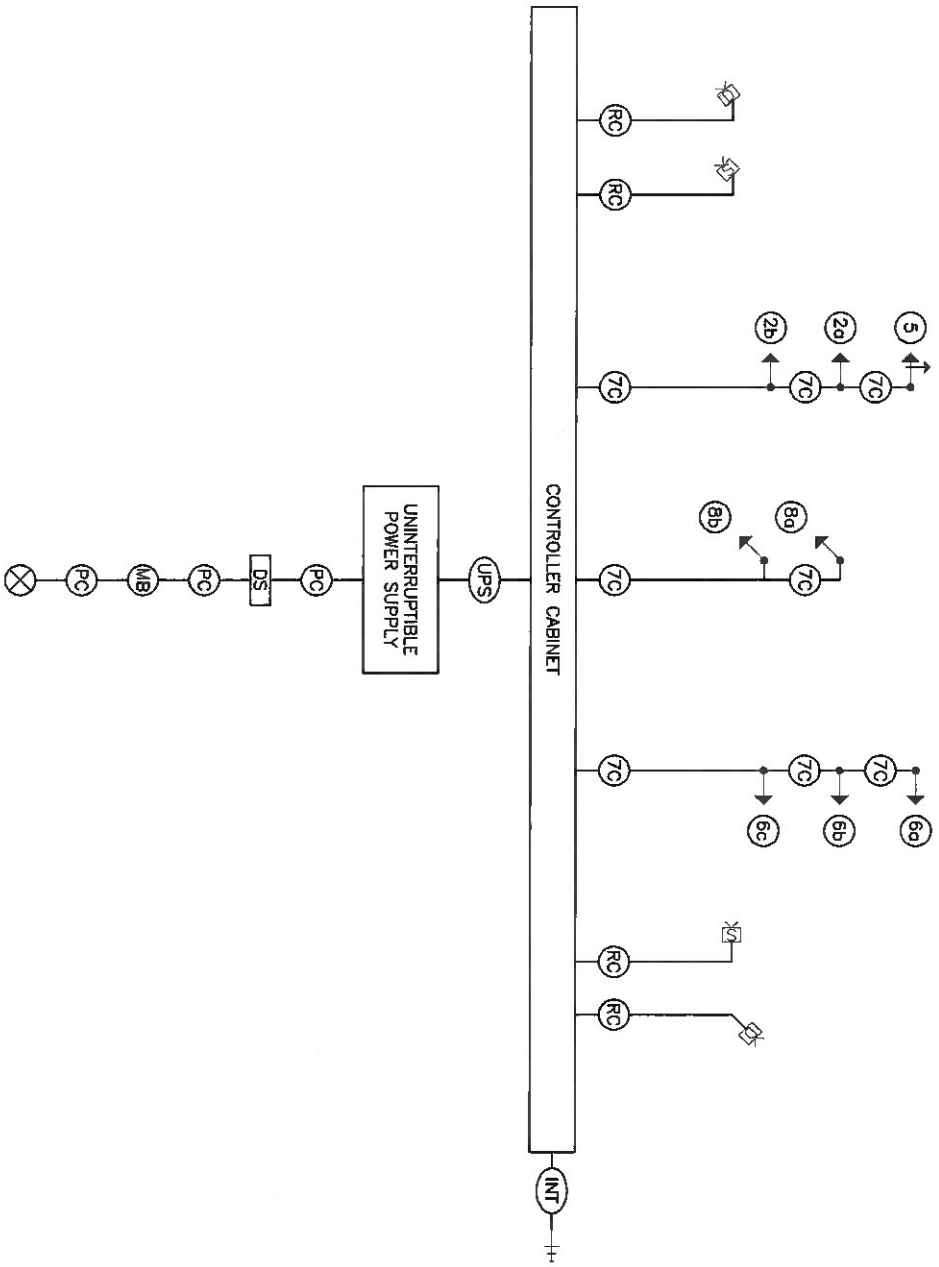 5
6a
7C
7C
2a
6b
7C
8a
7C
7C
2b
6c
D
S
8b
S
D
RC
RC
7C
7C
7C
RC
RC
CONTROLLER CABINET
INT
UPS
UNINTERRUPTIBLE
POWER SUPPLY
PC
DS
PC
MB
PC